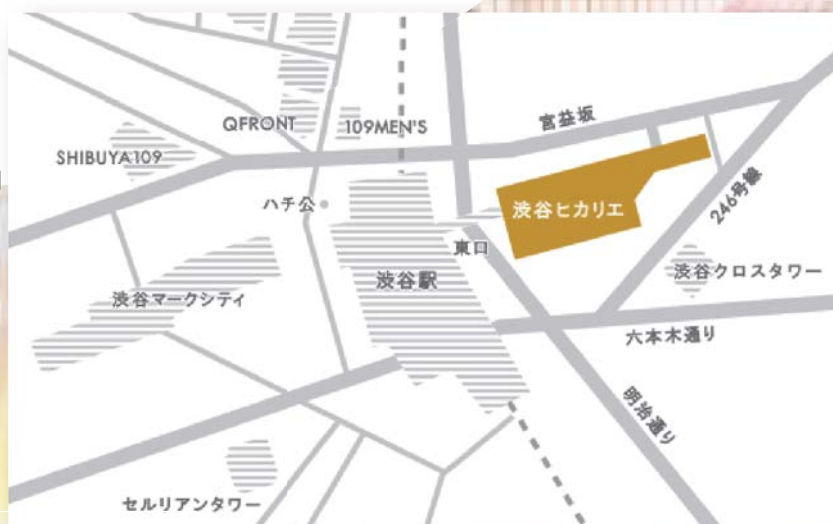 宮益坂
QFRONT
109MEN'S
SHIBUYA109
ハチ公
渋谷ヒカリエ
246号線
東口
渋谷クロスタワー
渋谷駅
渋谷マークシティ
六本木通り
明治通り
セルリアンタワー